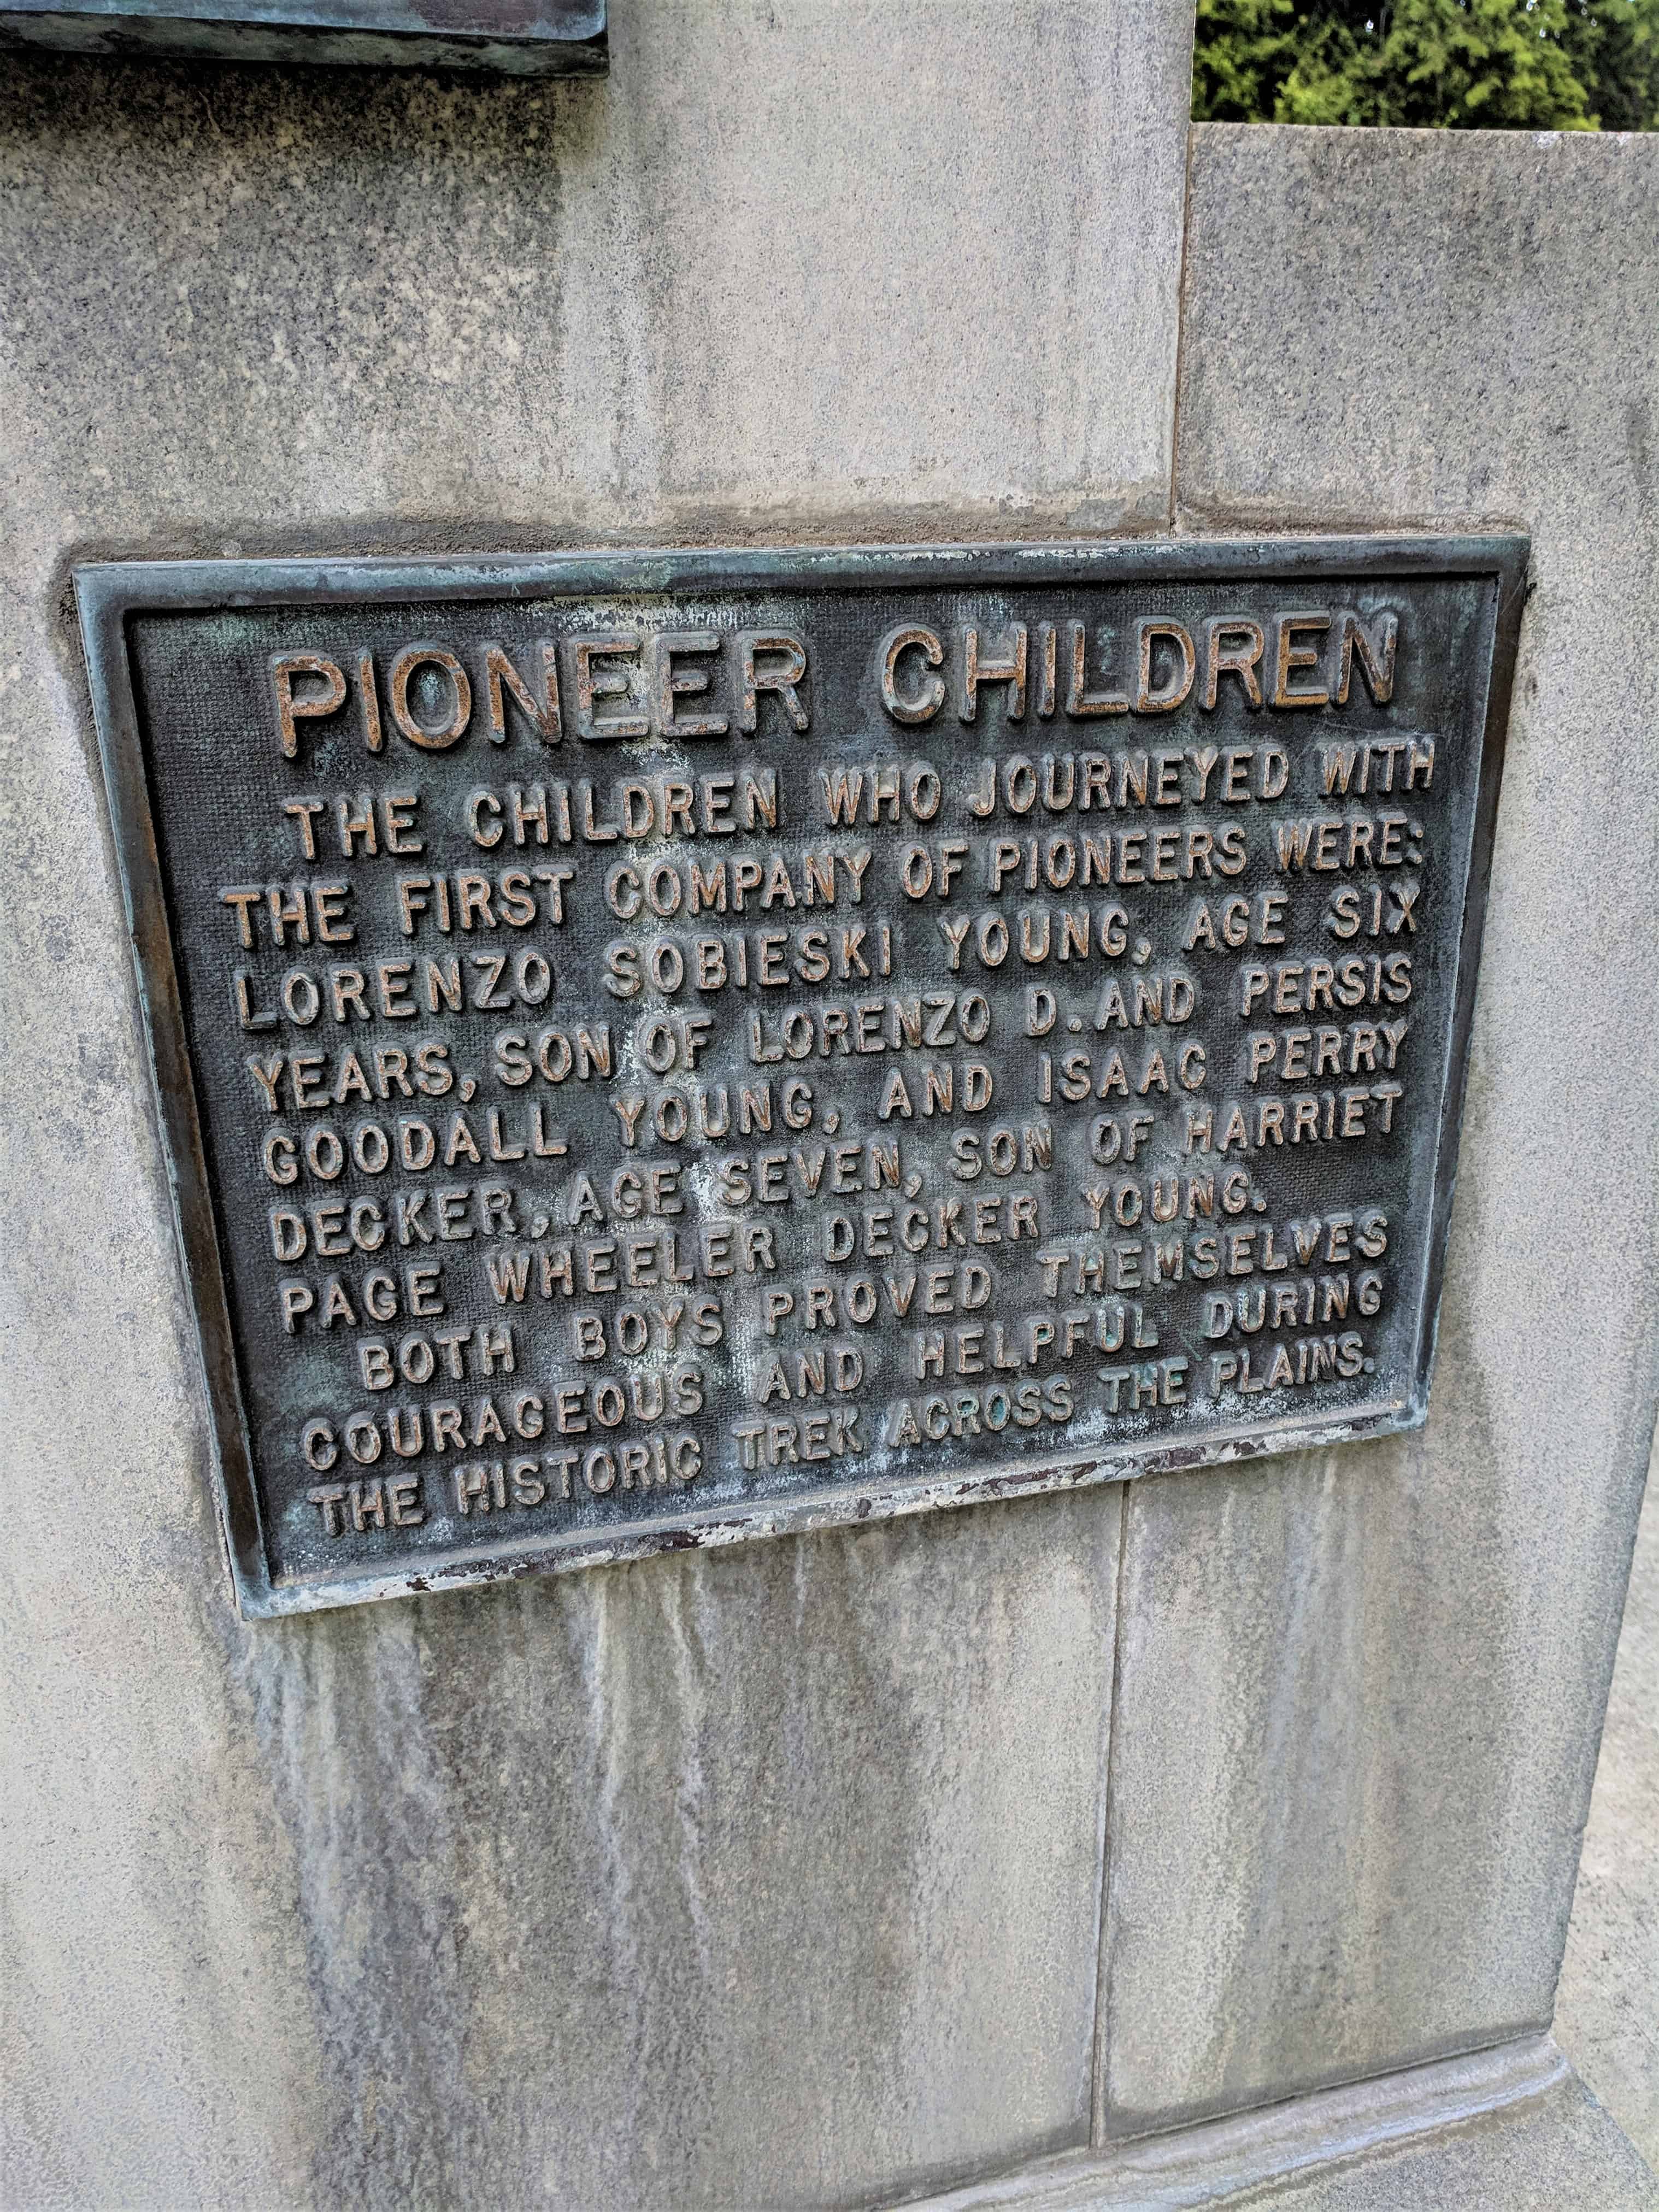 PIONEER CHILDREN
THE CHILDREN WHO JOURNEYED WITH
THE FIRST COMPANY OF PIONEERS WERE:
LORENZO SOBIESKI YOUNG, AGE SIX
YEARS, SON OF LORENZO D. AND PERSIS
GOODALL YOUNG, AND ISAAC PERRY
DECKER, AGE SEVEN, SON OF HARRIET
PAGE WHEELER DECKER YOUNG.
BOTH BOYS PROVED THEMSELVES
COURAGEOUS AND HELPFUL DURING
THE HISTORIC TREK ACROSS THE PLAINS.